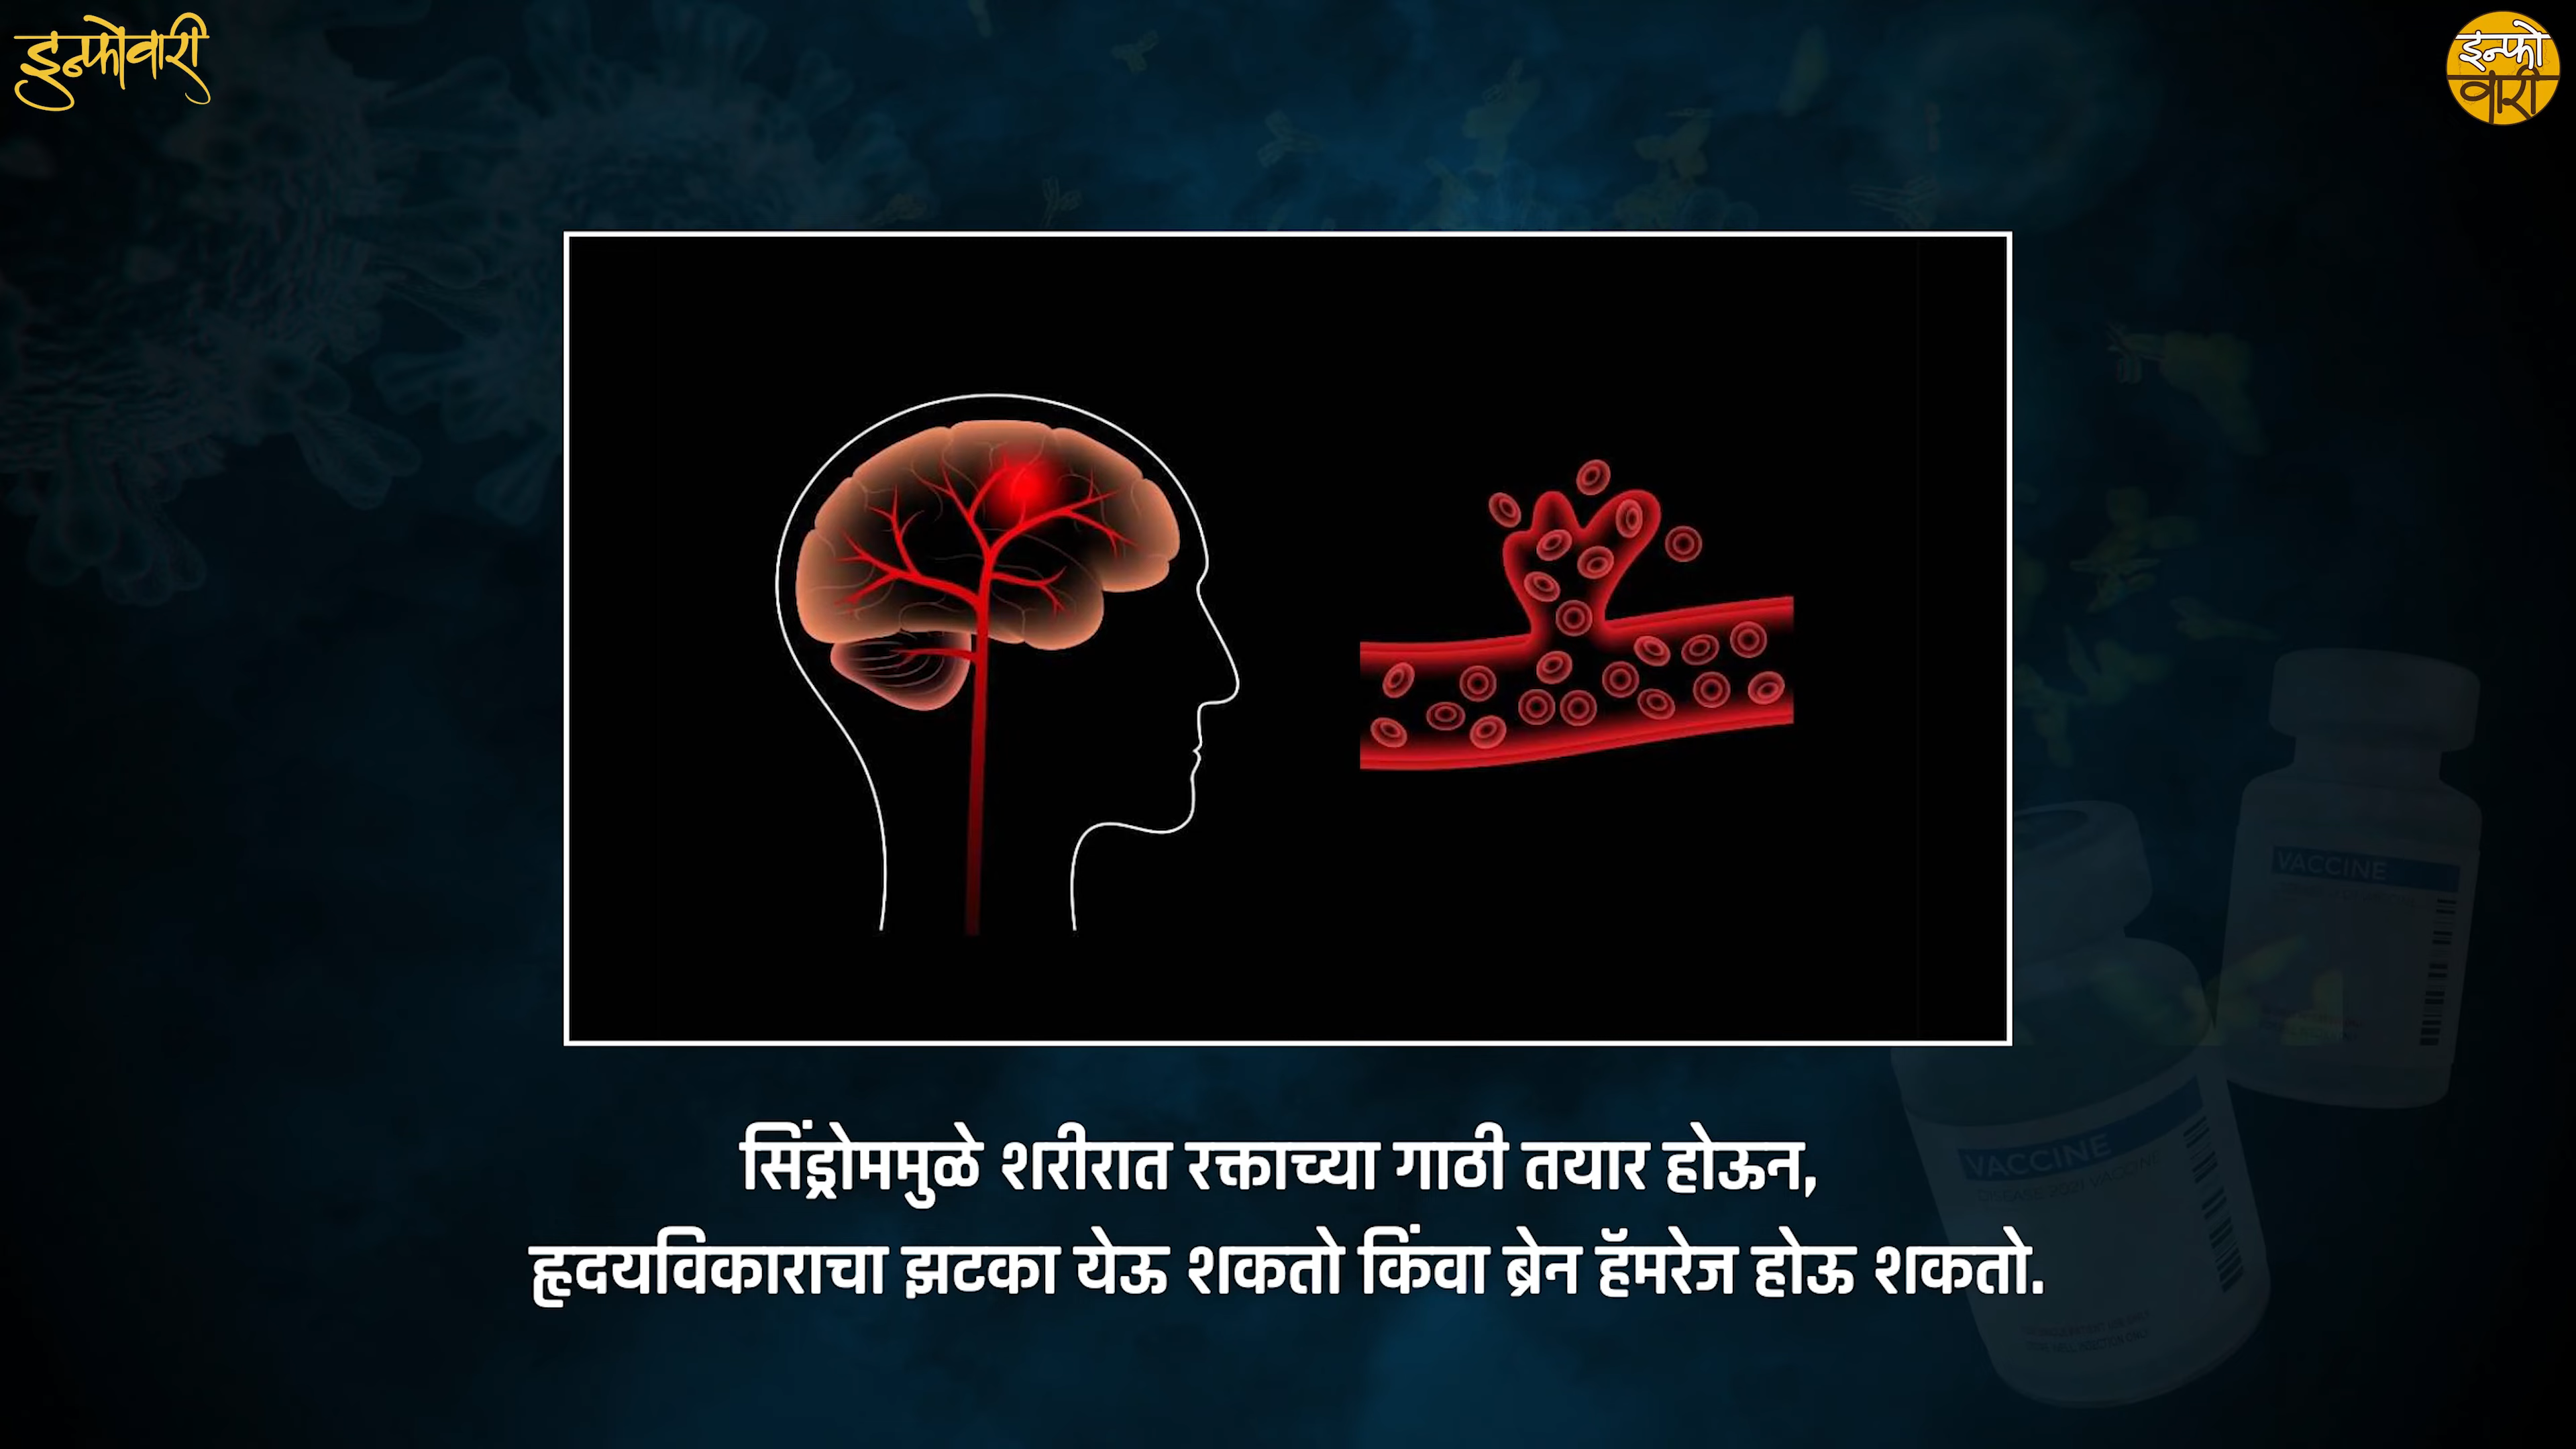 इन्फोवारी
इन्फो
वारी
सिंड्रोममुळे शरीरात रक्ताच्या गाठी तयार होऊन,
हृदयविकाराचा झटका येऊ शकतो किंवा ब्रेन हॅमरेज होऊ शकतो.
VACCINE
VACCINE